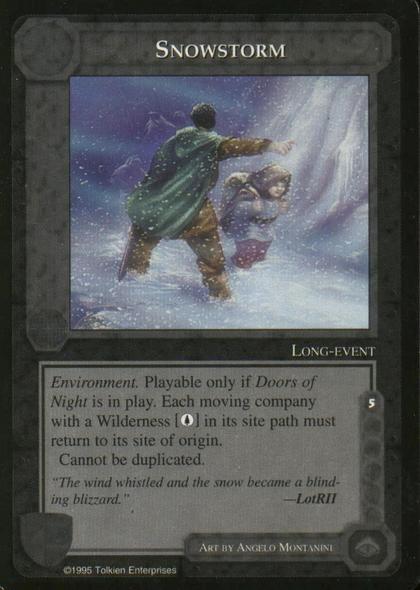 SNOWSTORM
LONG-EVENT
Environment. Playable only if Doors of
Night is in play. Each moving company
with a Wilderness [] in its site path must
return to its site of origin.
Cannot be duplicated.
5
"The wind whistled and the snow became a blind-
ing blizzard." —LotRII
ART BY ANGELO MONTANINI
©1995 Tolkien Enterprises